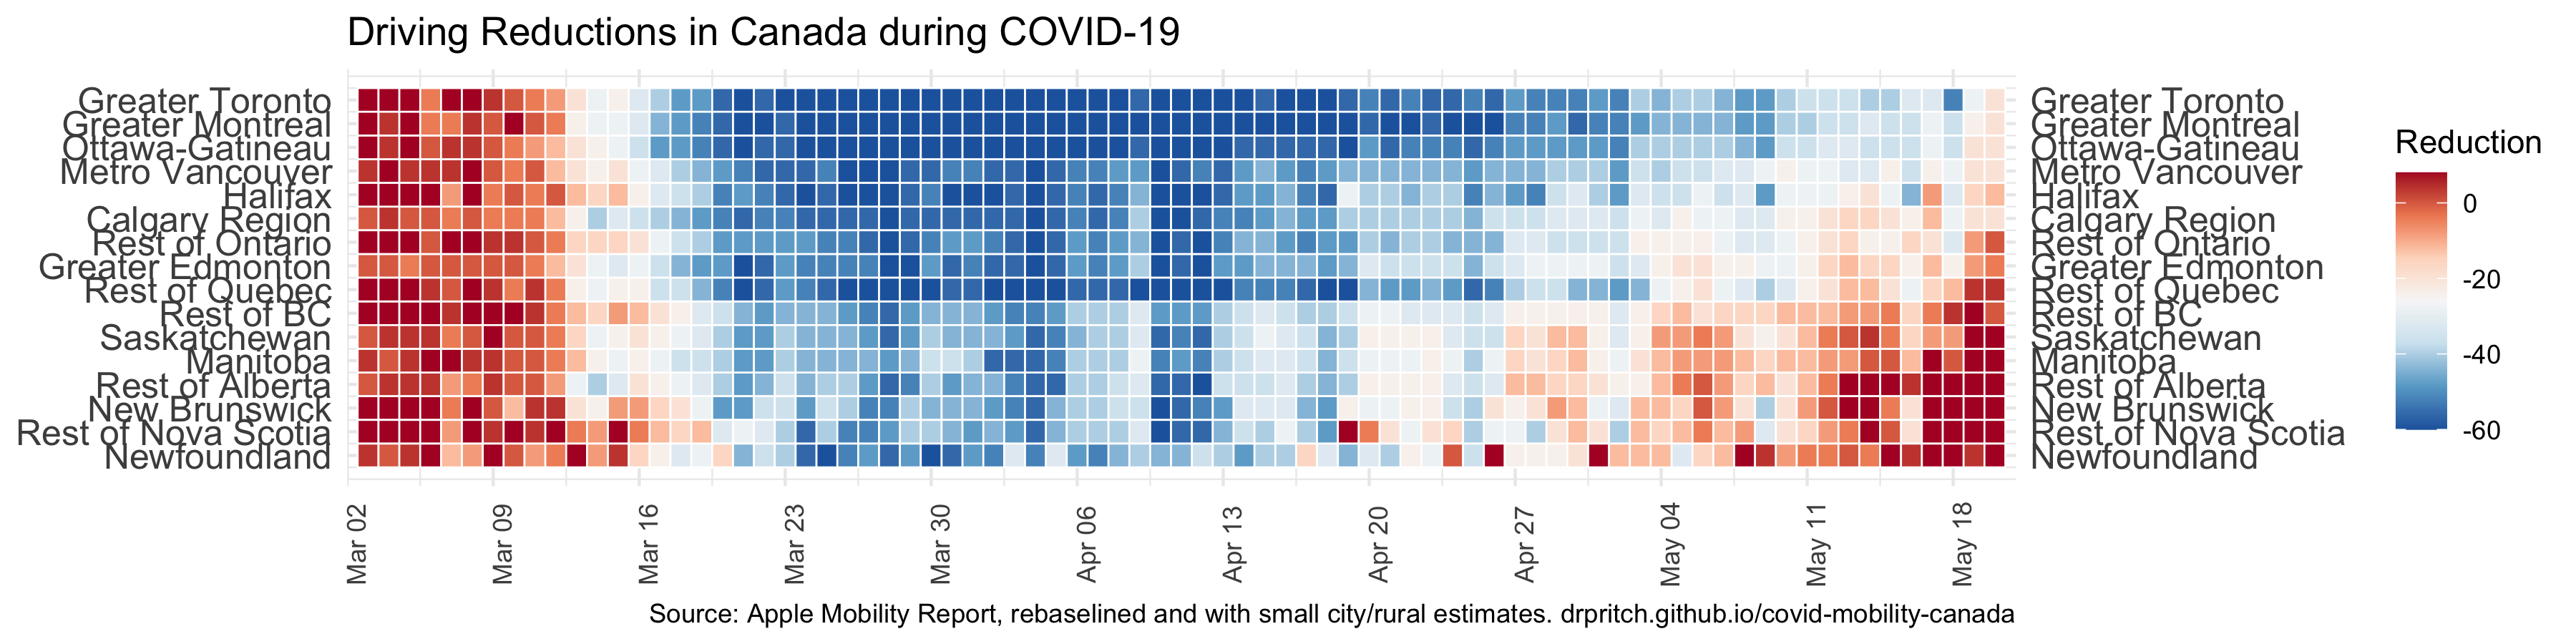 Driving Reductions in Canada during COVID-19
Greater Toronto
Greater Montreal
Ottawa-Gatineau
Metro Vancouver
Halifax
Calgary Region
Rest of Ontario
Greater Edmonton
Rest of Quebec
Rest of BC
Saskatchewan
Manitoba
Rest of Alberta
New Brunswick
Rest of Nova Scotia
Newfoundland
Greater Toronto
Greater Montreal
Ottawa-Gatineau
Metro Vancouver
Halifax
Calgary Region
Rest of Ontario
Greater Edmonton
Rest of Quebec
Rest of BC
Saskatchewan
Manitoba
Rest of Alberta
New Brunswick
Rest of Nova Scotia
Newfoundland
Reduction
0
-20
-40
-60
Mar 02
Mar 09
Mar 16
Mar 23
Mar 30
Apr 06
Apr 13
Apr 20
Apr 27
May 04
May 11
May 18
Source: Apple Mobility Report, rebaselined and with small city/rural estimates. drpritch.github.io/covid-mobility-canada